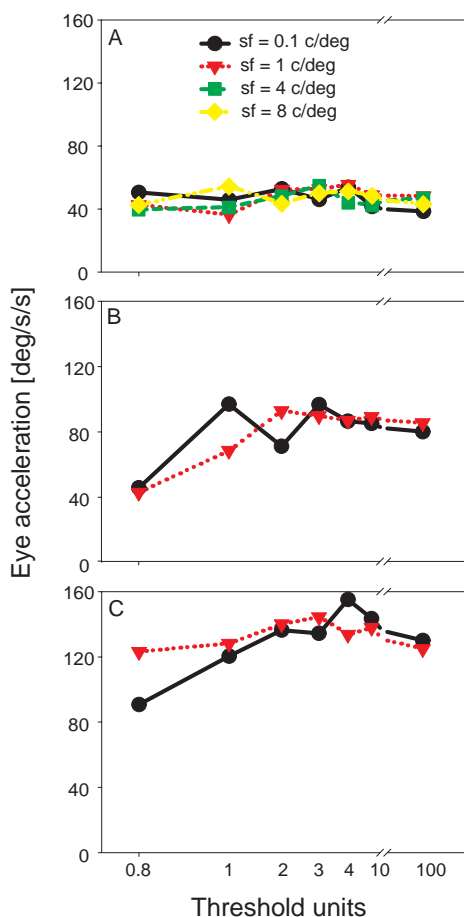 160
A
sf = 0.1 c/deg
sf = 1 c/deg
120
sf = 4 c/deg
sf = 8 c/deg
80
40
0
160
B
120
80
40
0
160
C
120
80
40
0
0.8 1 2 3 4 10 100
Threshold units
Eye acceleration [deg/s/s]